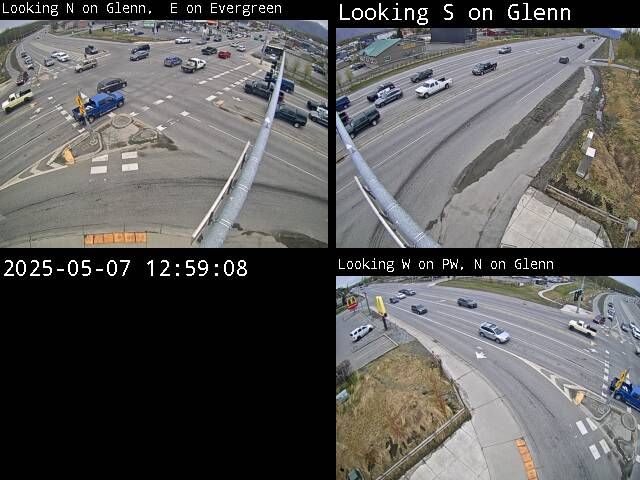 Looking N on Glenn,  E on Evergreen
Looking S on Glenn
2025-05-07 12:59:08
Looking W on PW, N on Glenn